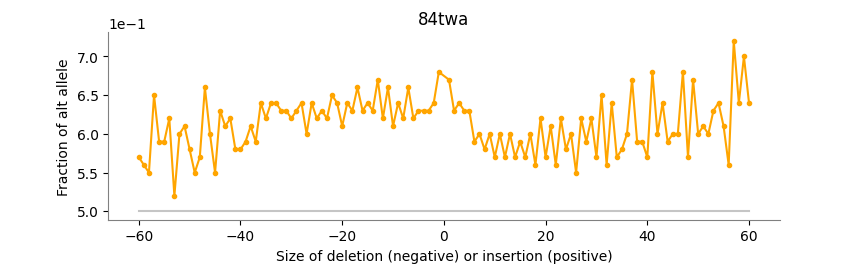 84twa
1e−1
7.0
6.5
6.0
5.5
5.0
Fraction of alt allele
−60 −40 −20 0 20 40 60
Size of deletion (negative) or insertion (positive)